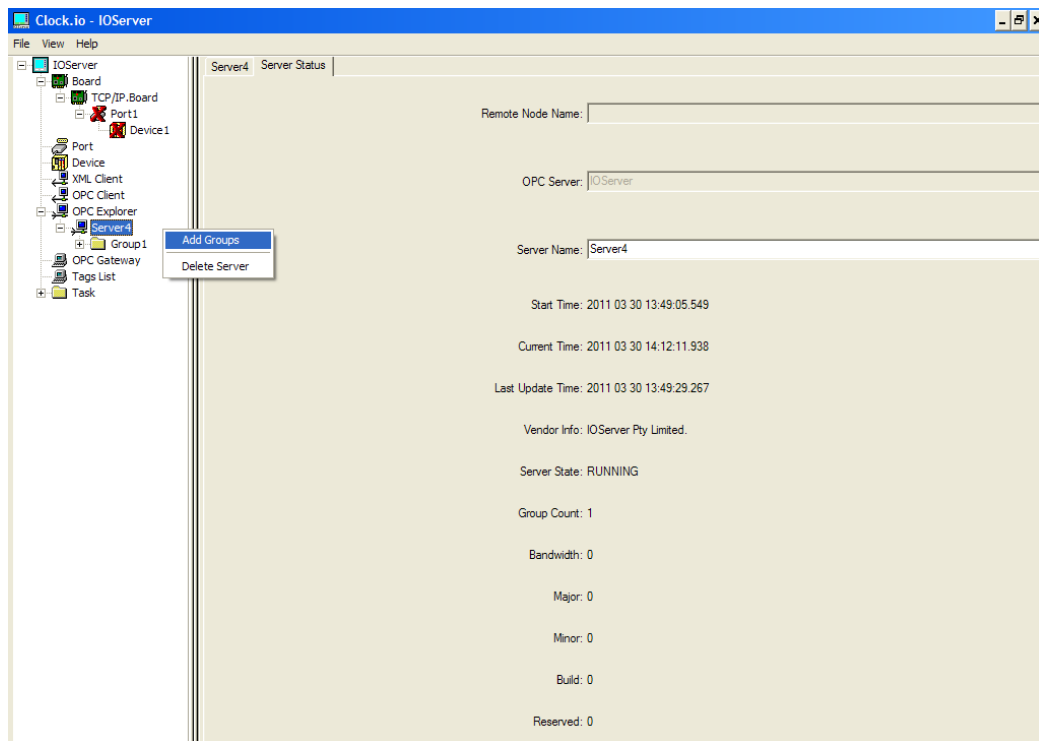 Clock.io - IOServer
File View Help
IOServer
Board
TCP/IP.Board
Port1
Device1
Port
Device
XML Client
OPC Client
OPC Explorer
Server4
Group1
OPC Gateway
Tags List
Task
Add Groups
Delete Server
Server4 Server Status
Remote Node Name:
OPC Server: IOServer
Server Name: Server4
Start Time: 2011 03 30 13:49:05.549
Current Time: 2011 03 30 14:12:11.938
Last Update Time: 2011 03 30 13:49:29.267
Vendor Info: IOServer Pty Limited.
Server State: RUNNING
Group Count: 1
Bandwidth: 0
Major: 0
Minor: 0
Build: 0
Reserved: 0